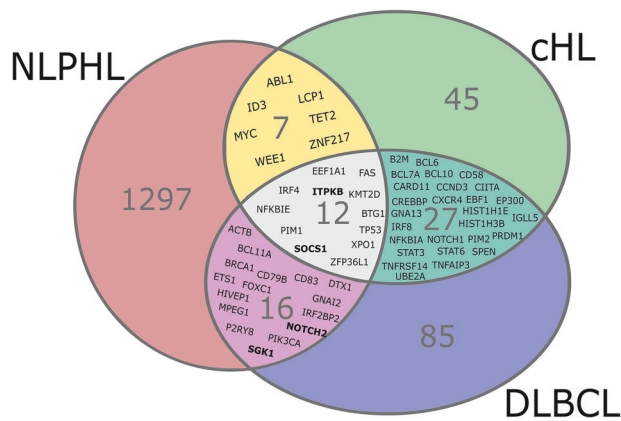 NLPHL
cHL
ABL1
ID3 LCP1
7 TET2
MYC
ZNF217
WEE1
45
1297
EEF1A1 FAS
IRF4 ITPKB KMT2D
NFKBIE 12 BTG1
PIM1 TP53
SOCS1 XPO1
ZFP36L1
B2M BCL6
BCL7A BCL10 CD58
CARD11 CCND3 CIITA
CREBBP CXCR4 EBF1 EP300
GNA13 27 HIST1H1E IGLL5
IRF8 HIST1H3B
NFKBIA NOTCH1 PIM2 PRDM1
STAT3 STAT6 SPEN
TNFRSF14 TNFAIP3
UBE2A
ACTB
BCL11A
BRCA1 CD79B CD83 DTX1
ETS1 FOXC1
HIVEP1 16 GNAI2
MPEG1 IRF2BP2
P2RY8 NOTCH2
PIK3CA
SGK1
85
DLBCL